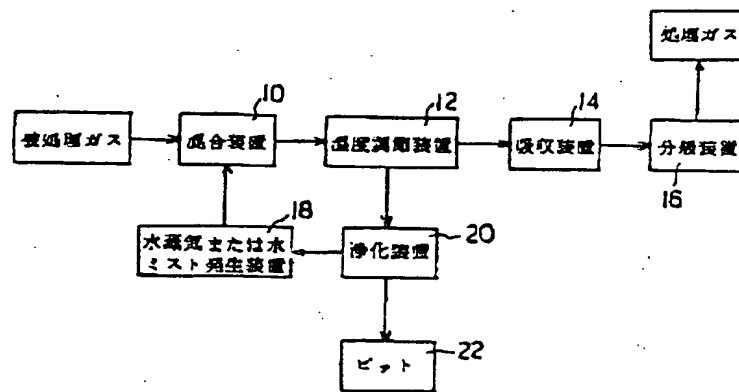 処理ガス
10
12
14
被処理ガス
混合装置
温度調節装置
吸収装置
分離装置
16
18
水蒸気または水
ミスト発生装置
20
浄化装置
22
ピット